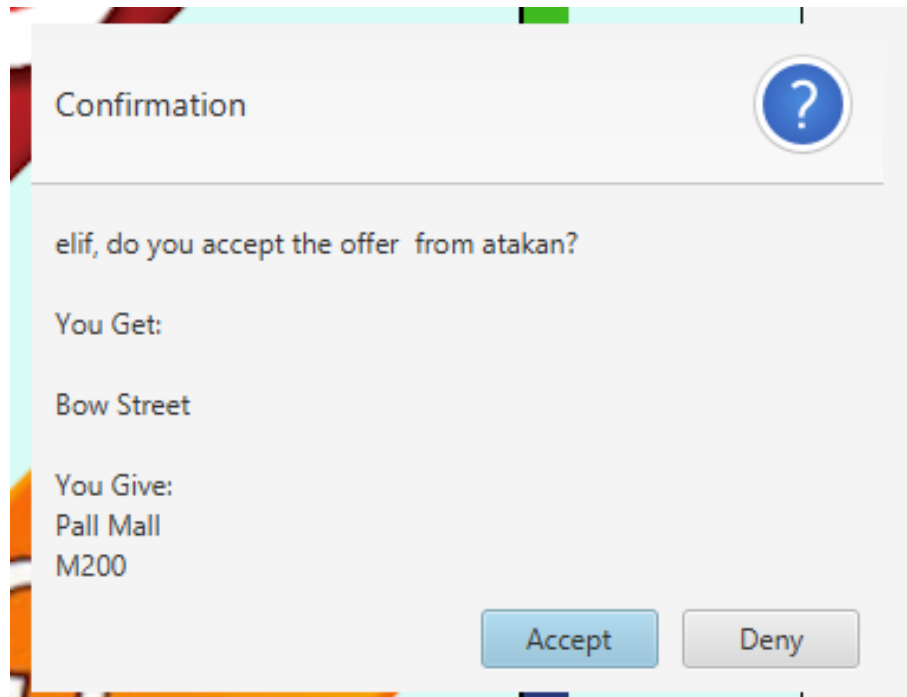 Confirmation
?
elif, do you accept the offer  from atakan?
You Get:
Bow Street
You Give:
Pall Mall
M200
Accept
Deny